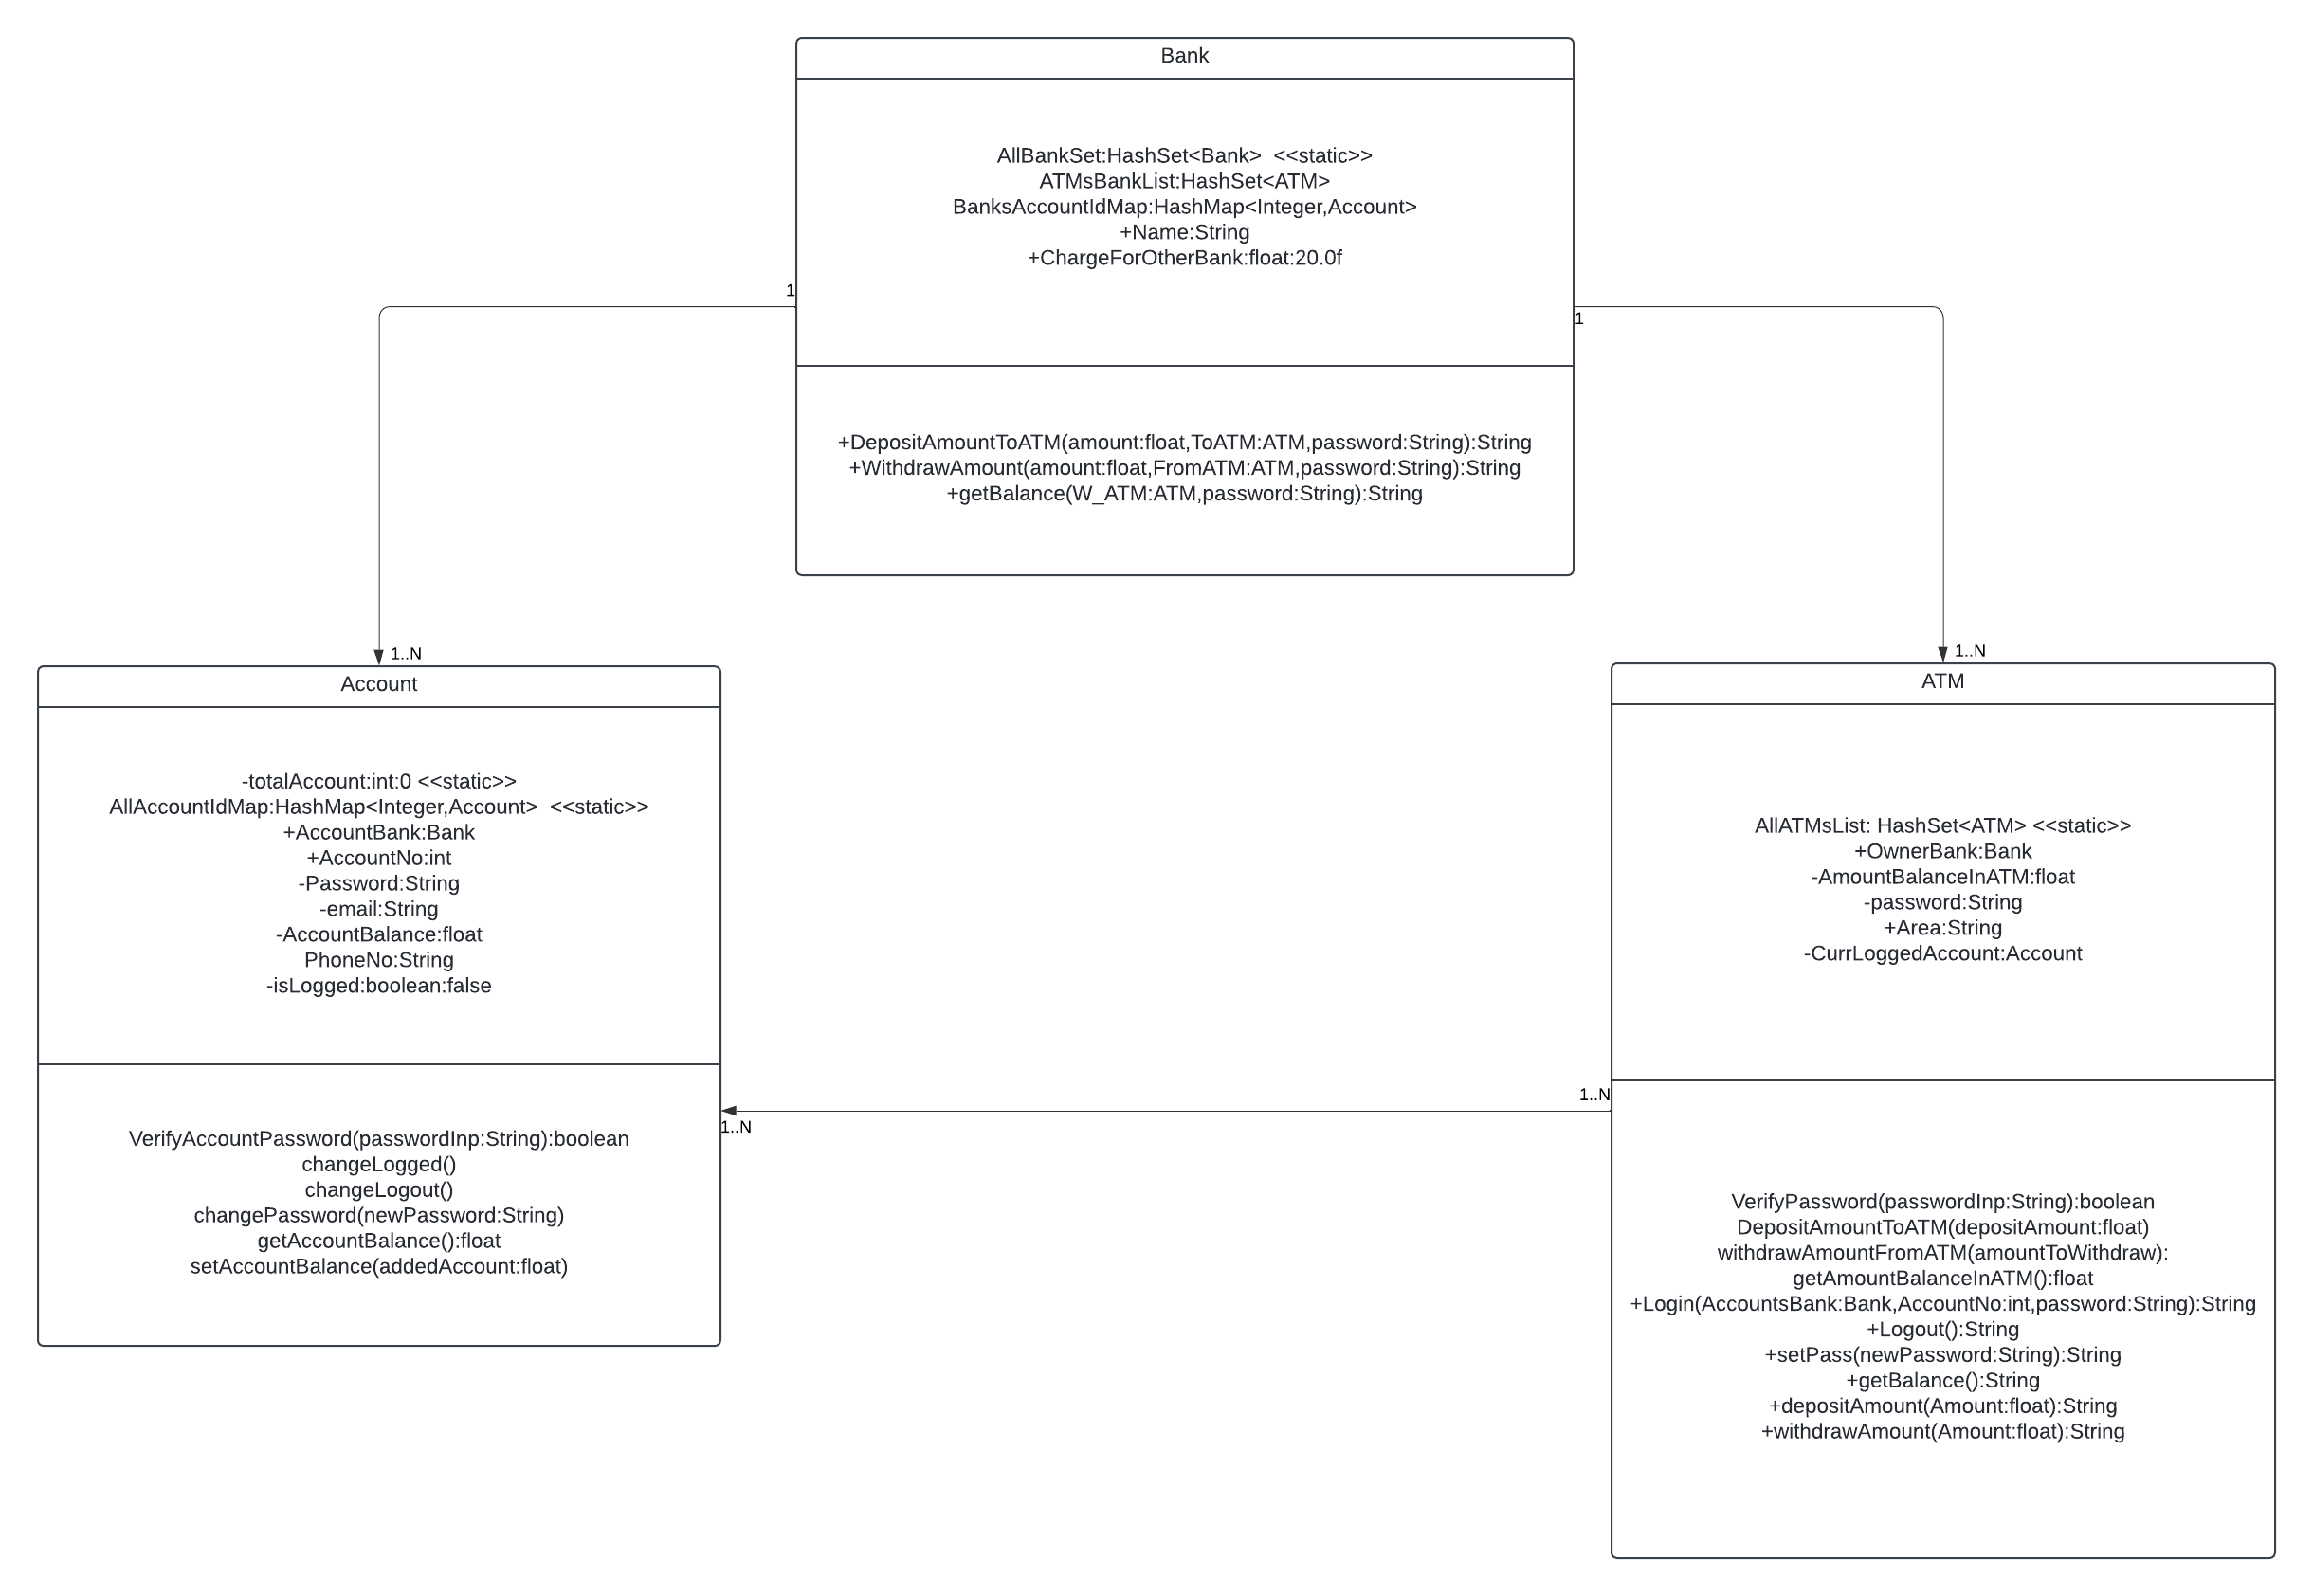 Bank
AllBankSet:HashSet<Bank>  <<static>>
ATMsBankList:HashSet<ATM>
BanksAccountIdMap:HashMap<Integer,Account>
+Name:String
+ChargeForOtherBank:float:20.0f
1
1
+DepositAmountToATM(amount:float,ToATM:ATM,password:String):String
+WithdrawAmount(amount:float,FromATM:ATM,password:String):String
+getBalance(W_ATM:ATM,password:String):String
1..N
1..N
Account
-totalAccount:int:0 <<static>>
AllAccountIdMap:HashMap<Integer,Account>  <<static>>
+AccountBank:Bank
+AccountNo:int
-Password:String
-email:String
-AccountBalance:float
PhoneNo:String
-isLogged:boolean:false
VerifyAccountPassword(passwordInp:String):boolean
changeLogged()
changeLogout()
changePassword(newPassword:String)
getAccountBalance():float
setAccountBalance(addedAccount:float)
1..N
1..N
ATM
AllATMsList: HashSet<ATM> <<static>>
+OwnerBank:Bank
-AmountBalanceInATM:float
-password:String
+Area:String
-CurrLoggedAccount:Account
VerifyPassword(passwordInp:String):boolean
DepositAmountToATM(depositAmount:float)
withdrawAmountFromATM(amountToWithdraw):
getAmountBalanceInATM():float
+Login(AccountsBank:Bank,AccountNo:int,password:String):String
+Logout():String
+setPass(newPassword:String):String
+getBalance():String
+depositAmount(Amount:float):String
+withdrawAmount(Amount:float):String